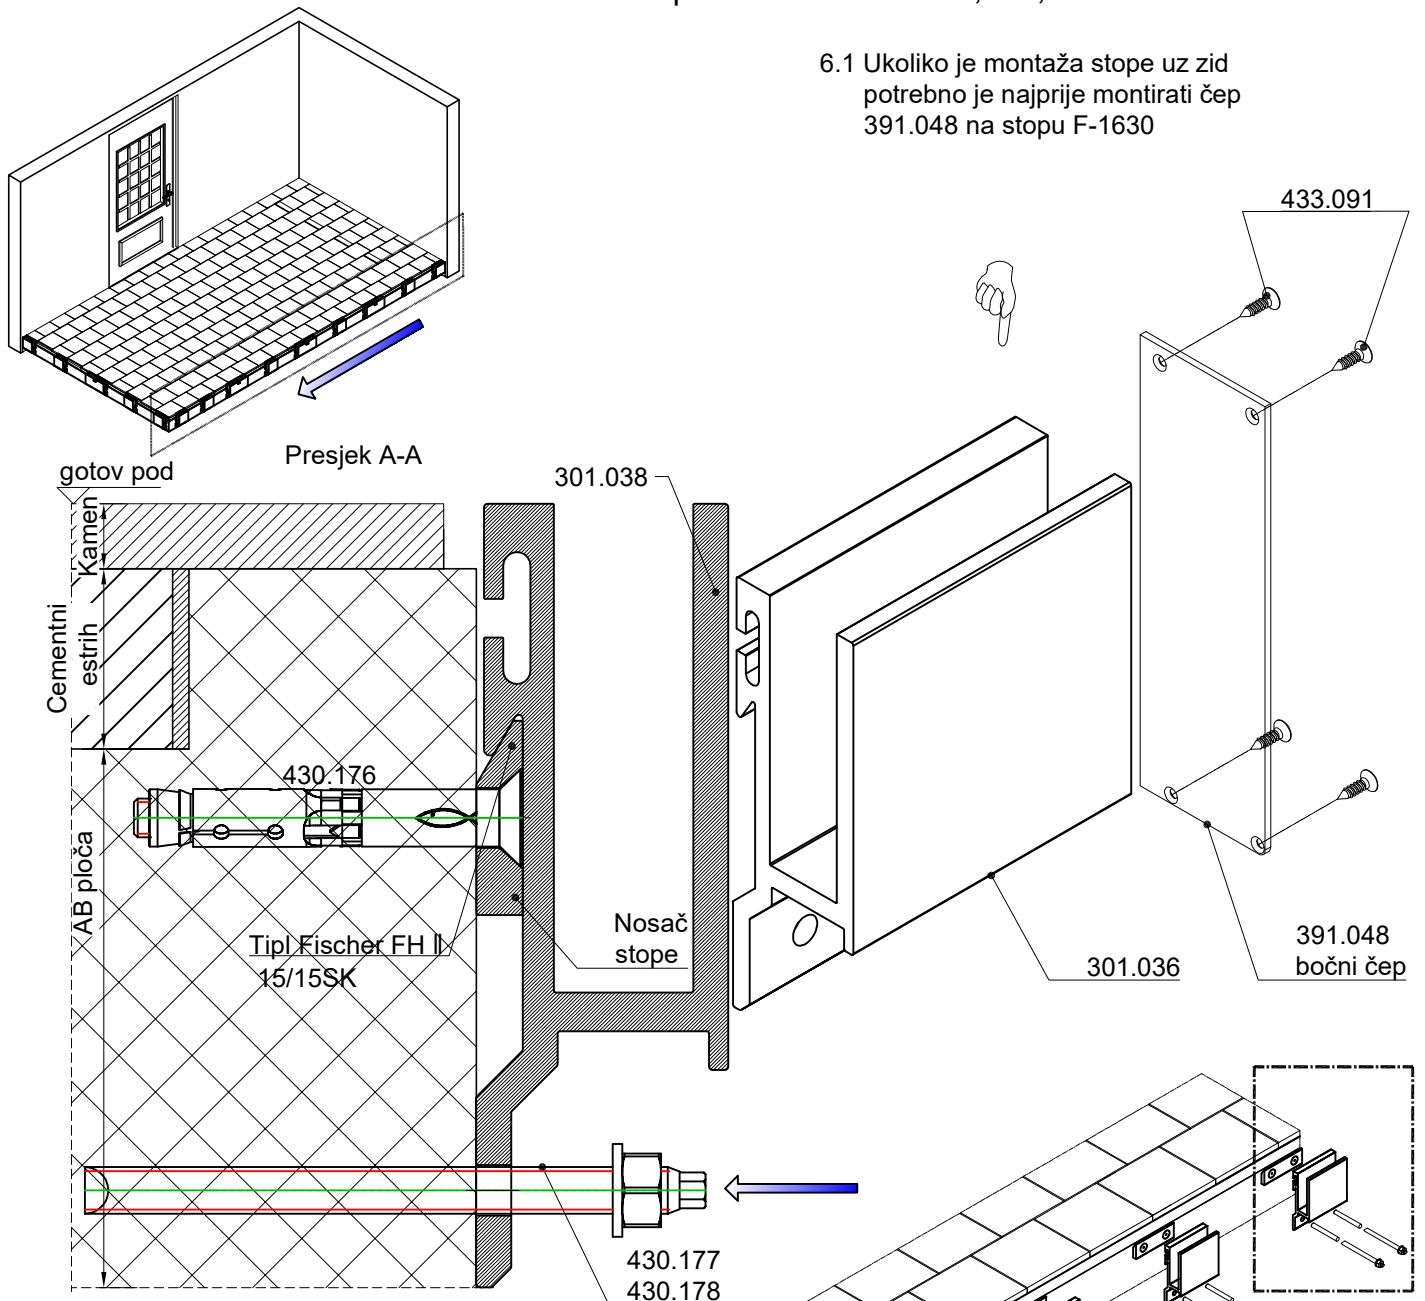 6.1 Ukoliko je montaža stope uz zid
potrebno je najprije montirati čep
391.048 na stopu F-1630
433.091
Presjek A-A
gotov pod
301.038
Kamen
Cementni
estrih
430.176
AB ploča
Tipl Fischer FH II
15/15SK
Nosač
stope
301.036
391.048
bočni čep
430.177
430.178